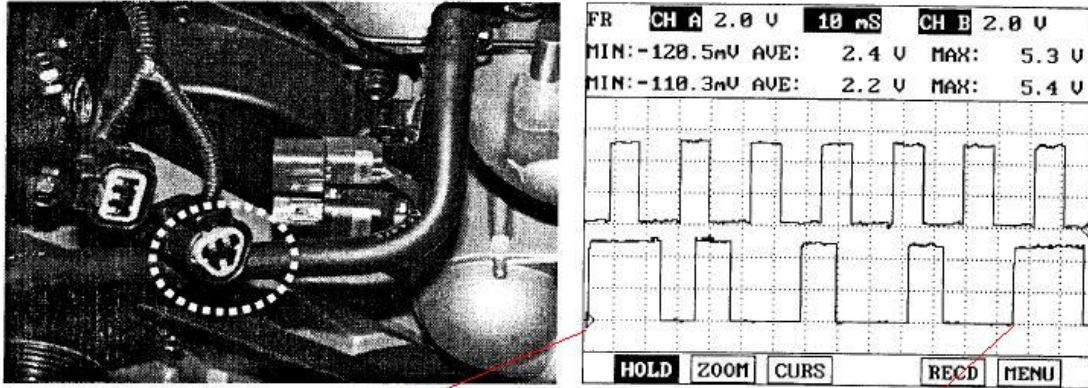 FR CH A 2.0 V 10 mS CH B 2.0 V
MIN:-120.5mV AVE: 2.4 V MAX: 5.3 V
MIN:-110.3mV AVE: 2.2 V MAX: 5.4 V
HOLD ZOOM CURS RECD MENU